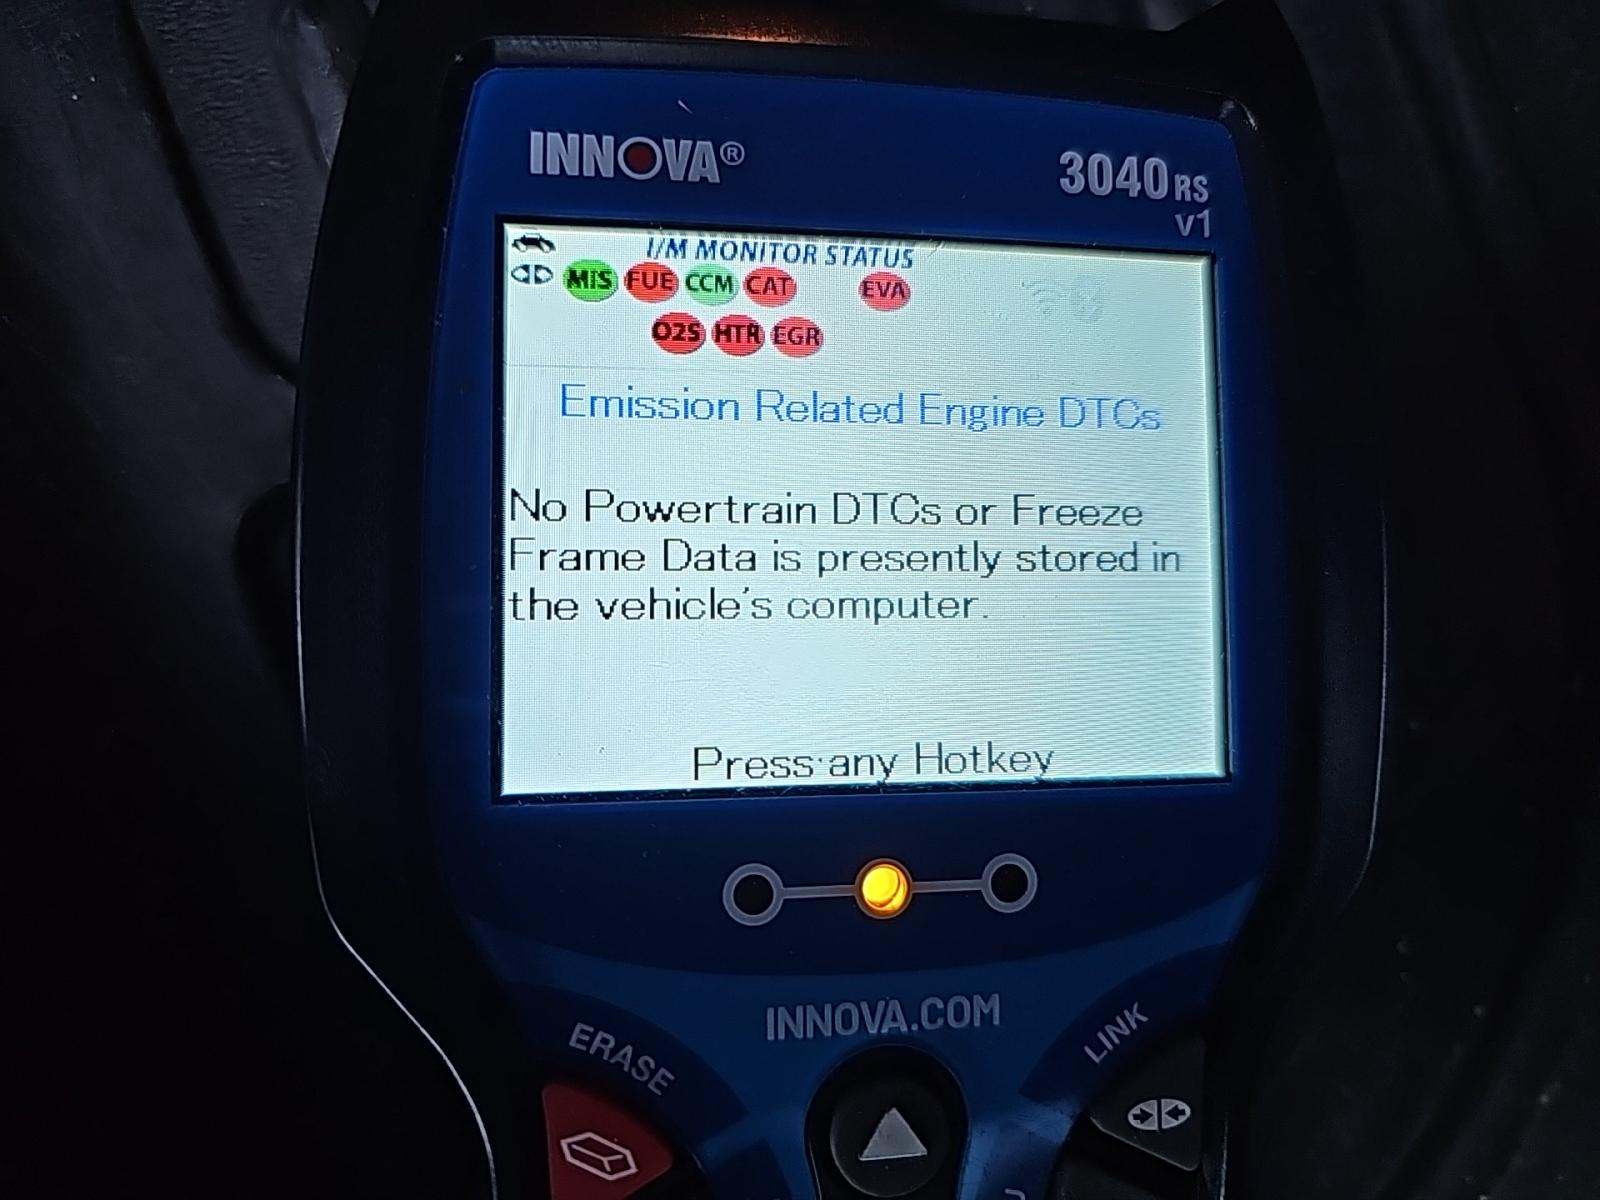 INNOVA®
3040RS
v1
I/M MONITOR STATUS
MIS FUE CCM CAT EVA
O2S HTR EGR
Emission Related Engine DTCs
No Powertrain DTCs or Freeze
Frame Data is presently stored in
the vehicle's computer.
Press any Hotkey
INNOVA.COM
ERASE
LINK